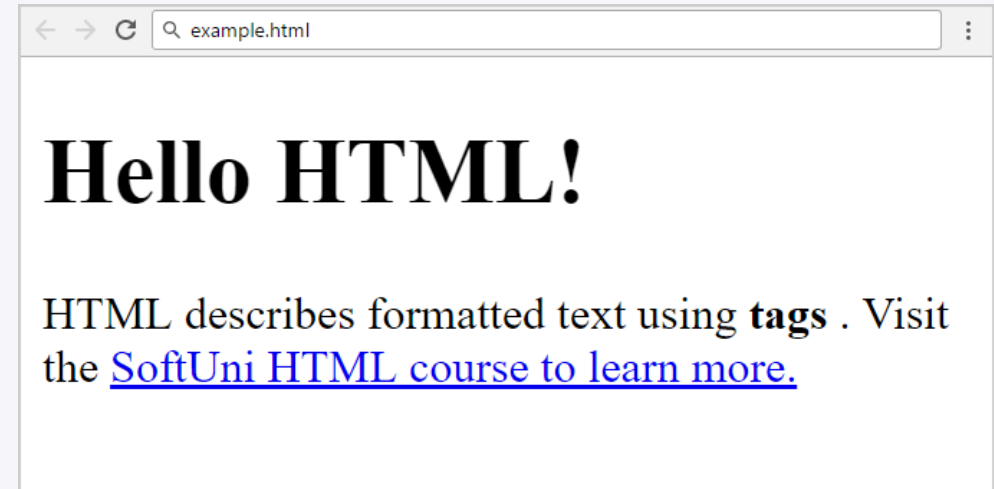 example.html
Hello HTML!
HTML describes formatted text using tags . Visit
the SoftUni HTML course to learn more.